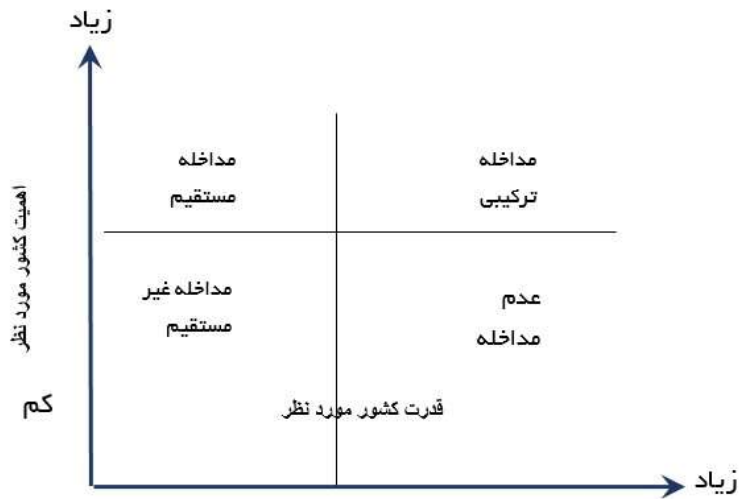 زیاد
مداخله
ترکیبی
مداخله
مستقیم
اهمیت کشور مورد نظر
عدم
مداخله
مداخله غیر
مستقیم
کم
قدرت کشور مورد نظر
زیاد